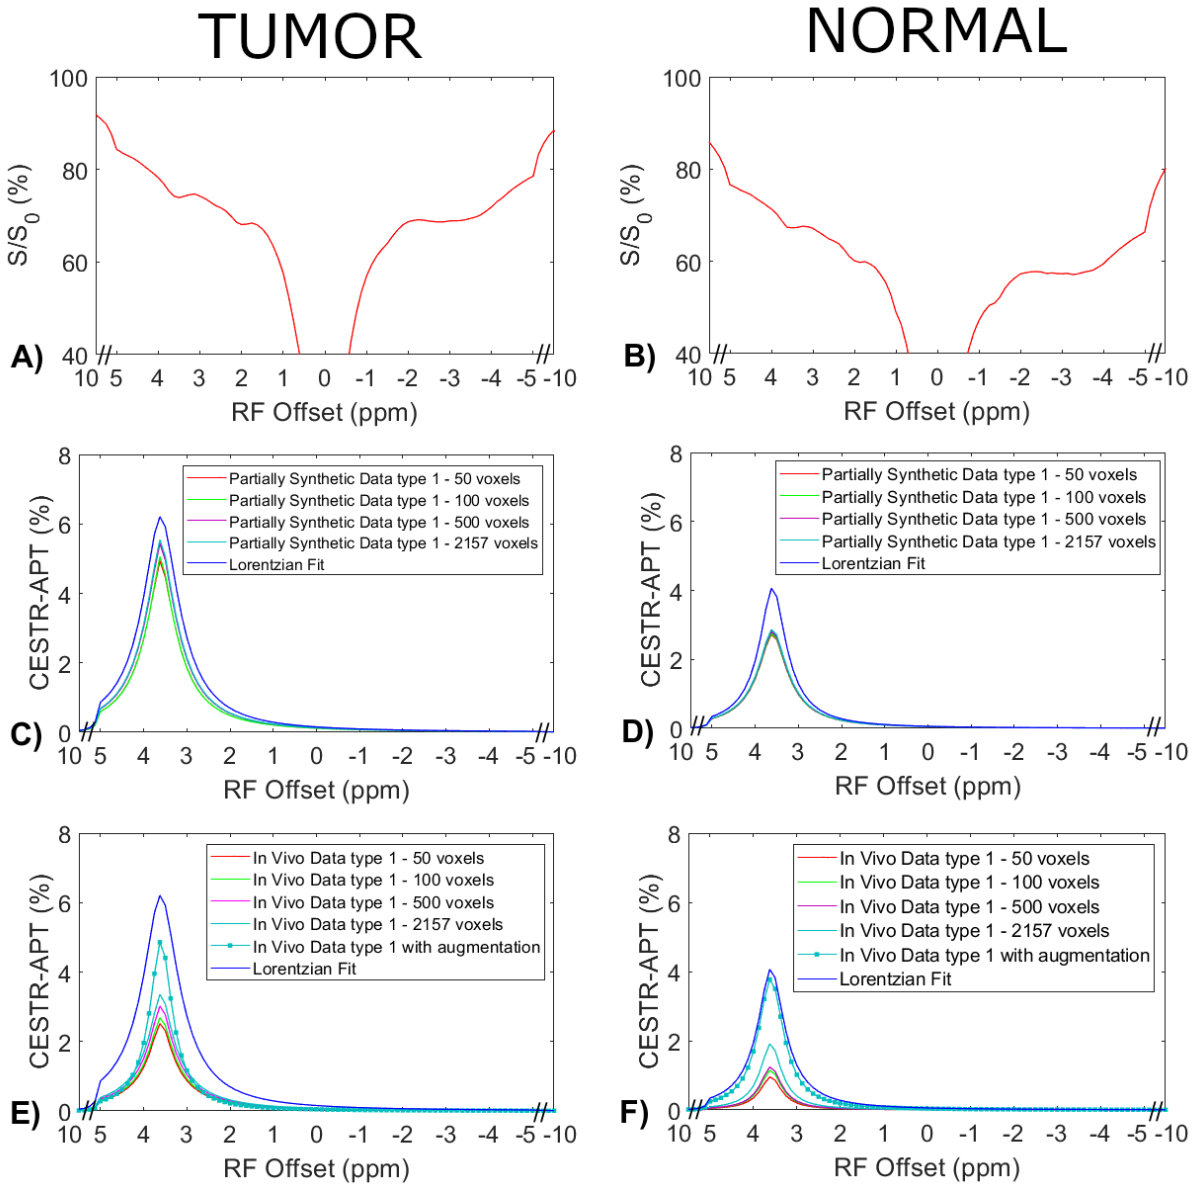 TUMOR
NORMAL
100
80
60
40
S/S0 (%)
A)
10 5 4 3 2 1 0 -1 -2 -3 -4 -5 -10
RF Offset (ppm)
100
80
60
40
S/S0 (%)
B)
10 5 4 3 2 1 0 -1 -2 -3 -4 -5 -10
RF Offset (ppm)
8
6
4
2
0
CESTR-APT (%)
Partially Synthetic Data type 1 - 50 voxels
Partially Synthetic Data type 1 - 100 voxels
Partially Synthetic Data type 1 - 500 voxels
Partially Synthetic Data type 1 - 2157 voxels
Lorentzian Fit
C)
10 5 4 3 2 1 0 -1 -2 -3 -4 -5 -10
RF Offset (ppm)
8
6
4
2
0
CESTR-APT (%)
Partially Synthetic Data type 1 - 50 voxels
Partially Synthetic Data type 1 - 100 voxels
Partially Synthetic Data type 1 - 500 voxels
Partially Synthetic Data type 1 - 2157 voxels
Lorentzian Fit
D)
10 5 4 3 2 1 0 -1 -2 -3 -4 -5 -10
RF Offset (ppm)
8
6
4
2
0
CESTR-APT (%)
In Vivo Data type 1 - 50 voxels
In Vivo Data type 1 - 100 voxels
In Vivo Data type 1 - 500 voxels
In Vivo Data type 1 - 2157 voxels
In Vivo Data type 1 with augmentation
Lorentzian Fit
E)
10 5 4 3 2 1 0 -1 -2 -3 -4 -5 -10
RF Offset (ppm)
8
6
4
2
0
CESTR-APT (%)
In Vivo Data type 1 - 50 voxels
In Vivo Data type 1 - 100 voxels
In Vivo Data type 1 - 500 voxels
In Vivo Data type 1 - 2157 voxels
In Vivo Data type 1 with augmentation
Lorentzian Fit
F)
10 5 4 3 2 1 0 -1 -2 -3 -4 -5 -10
RF Offset (ppm)